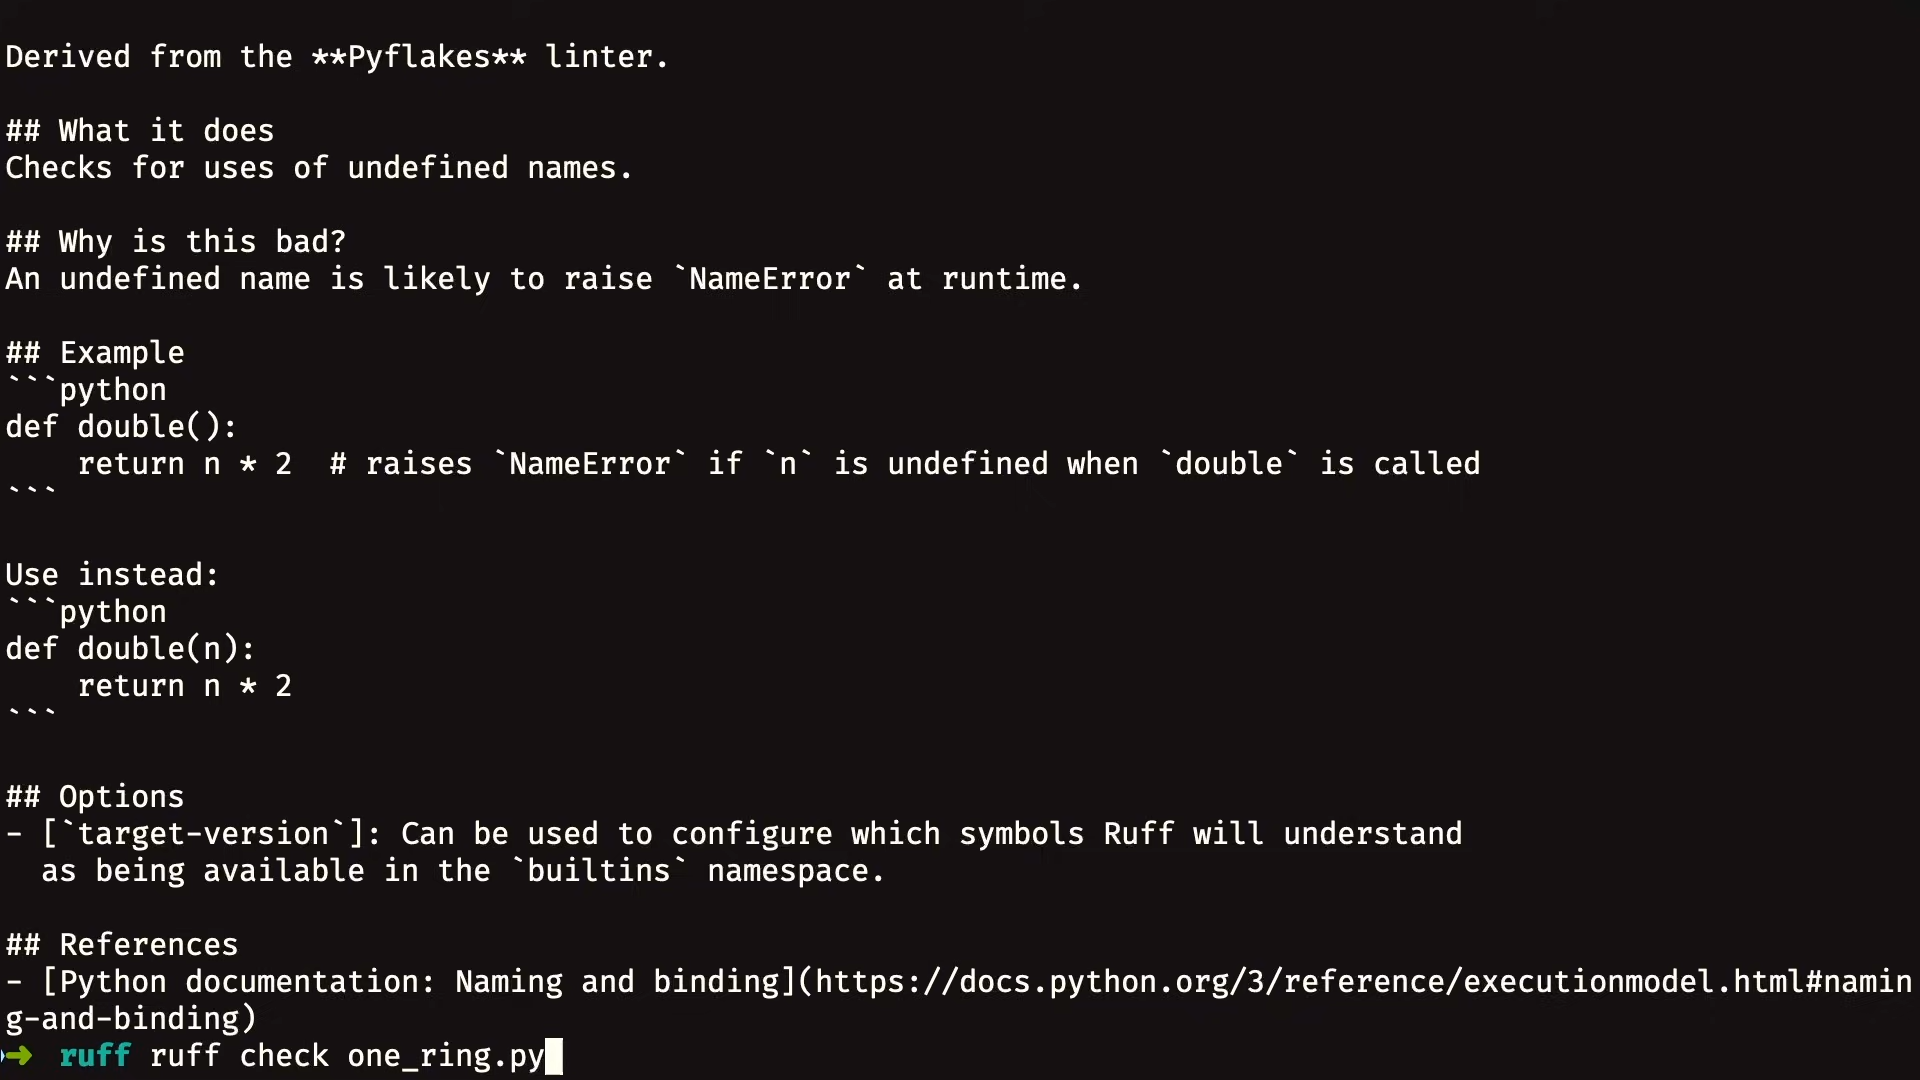 Derived from the **Pyflakes** linter.
## What it does
Checks for uses of undefined names.
## Why is this bad?
An undefined name is likely to raise `NameError` at runtime.
## Example
```python
def double():
    return n * 2  # raises `NameError` if `n` is undefined when `double` is called
```
Use instead:
```python
def double(n):
    return n * 2
```
## Options
- [`target-version`]: Can be used to configure which symbols Ruff will understand
  as being available in the `builtins` namespace.
## References
- [Python documentation: Naming and binding](https://docs.python.org/3/reference/executionmodel.html#namin
g-and-binding)
➜  ruff ruff check one_ring.py